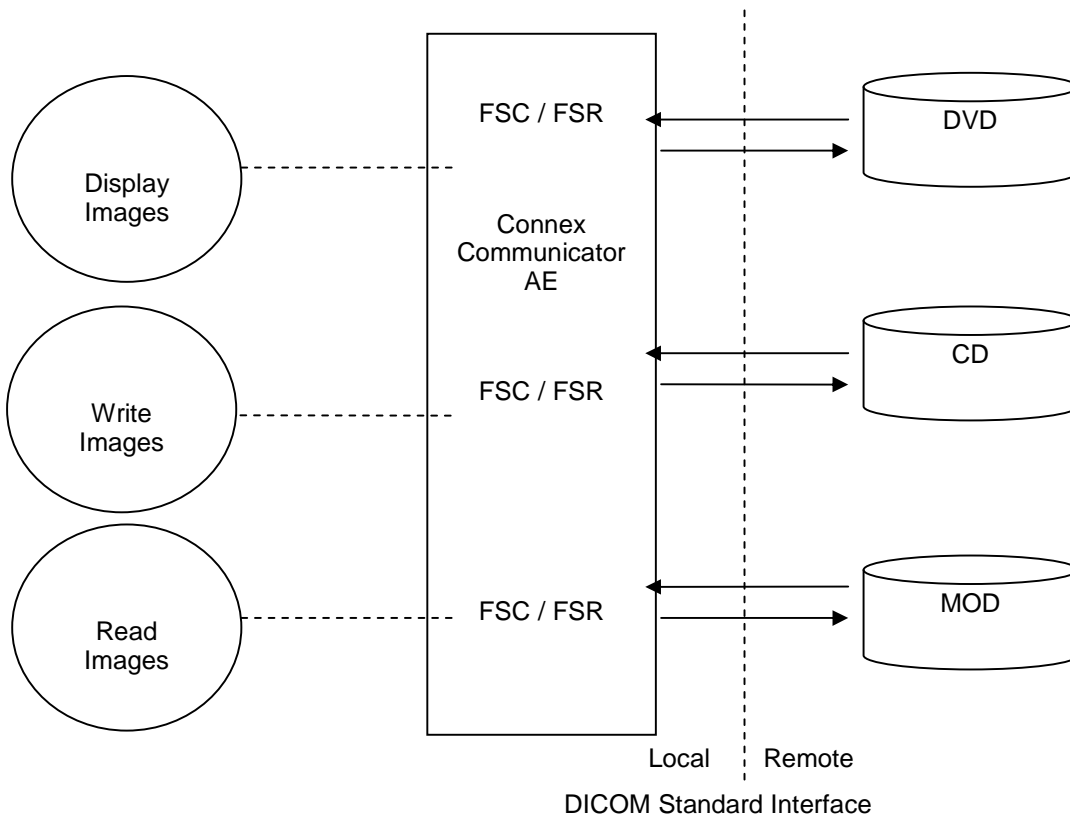 FSC / FSR
DVD
Display
Images
Connex
Communicator
AE
CD
FSC / FSR
Write
Images
MOD
FSC / FSR
Read
Images
Local
Remote
DICOM Standard Interface